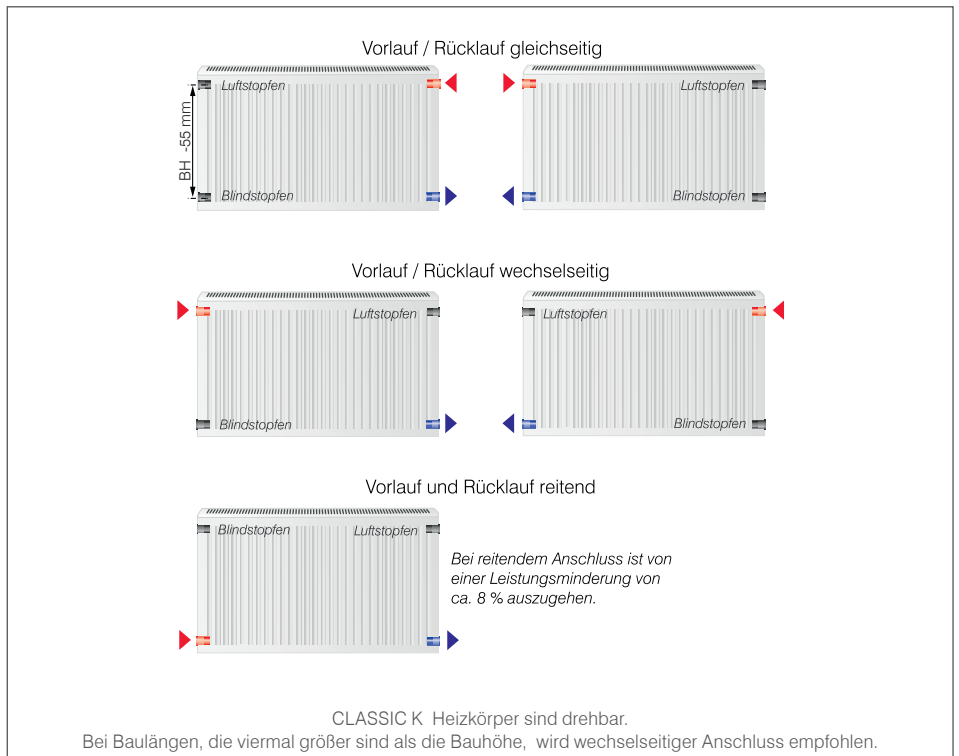 Vorlauf / Rücklauf gleichseitig
Luftstopfen
Luftstopfen
BH -55 mm
Blindstopfen
Blindstopfen
Vorlauf / Rücklauf wechselseitig
Luftstopfen
Luftstopfen
Blindstopfen
Blindstopfen
Vorlauf und Rücklauf reitend
Blindstopfen
Luftstopfen
Bei reitendem Anschluss ist von
einer Leistungsminderung von
ca. 8 % auszugehen.
CLASSIC K Heizkörper sind drehbar.
Bei Baulängen, die viermal größer sind als die Bauhöhe, wird wechselseitiger Anschluss empfohlen.